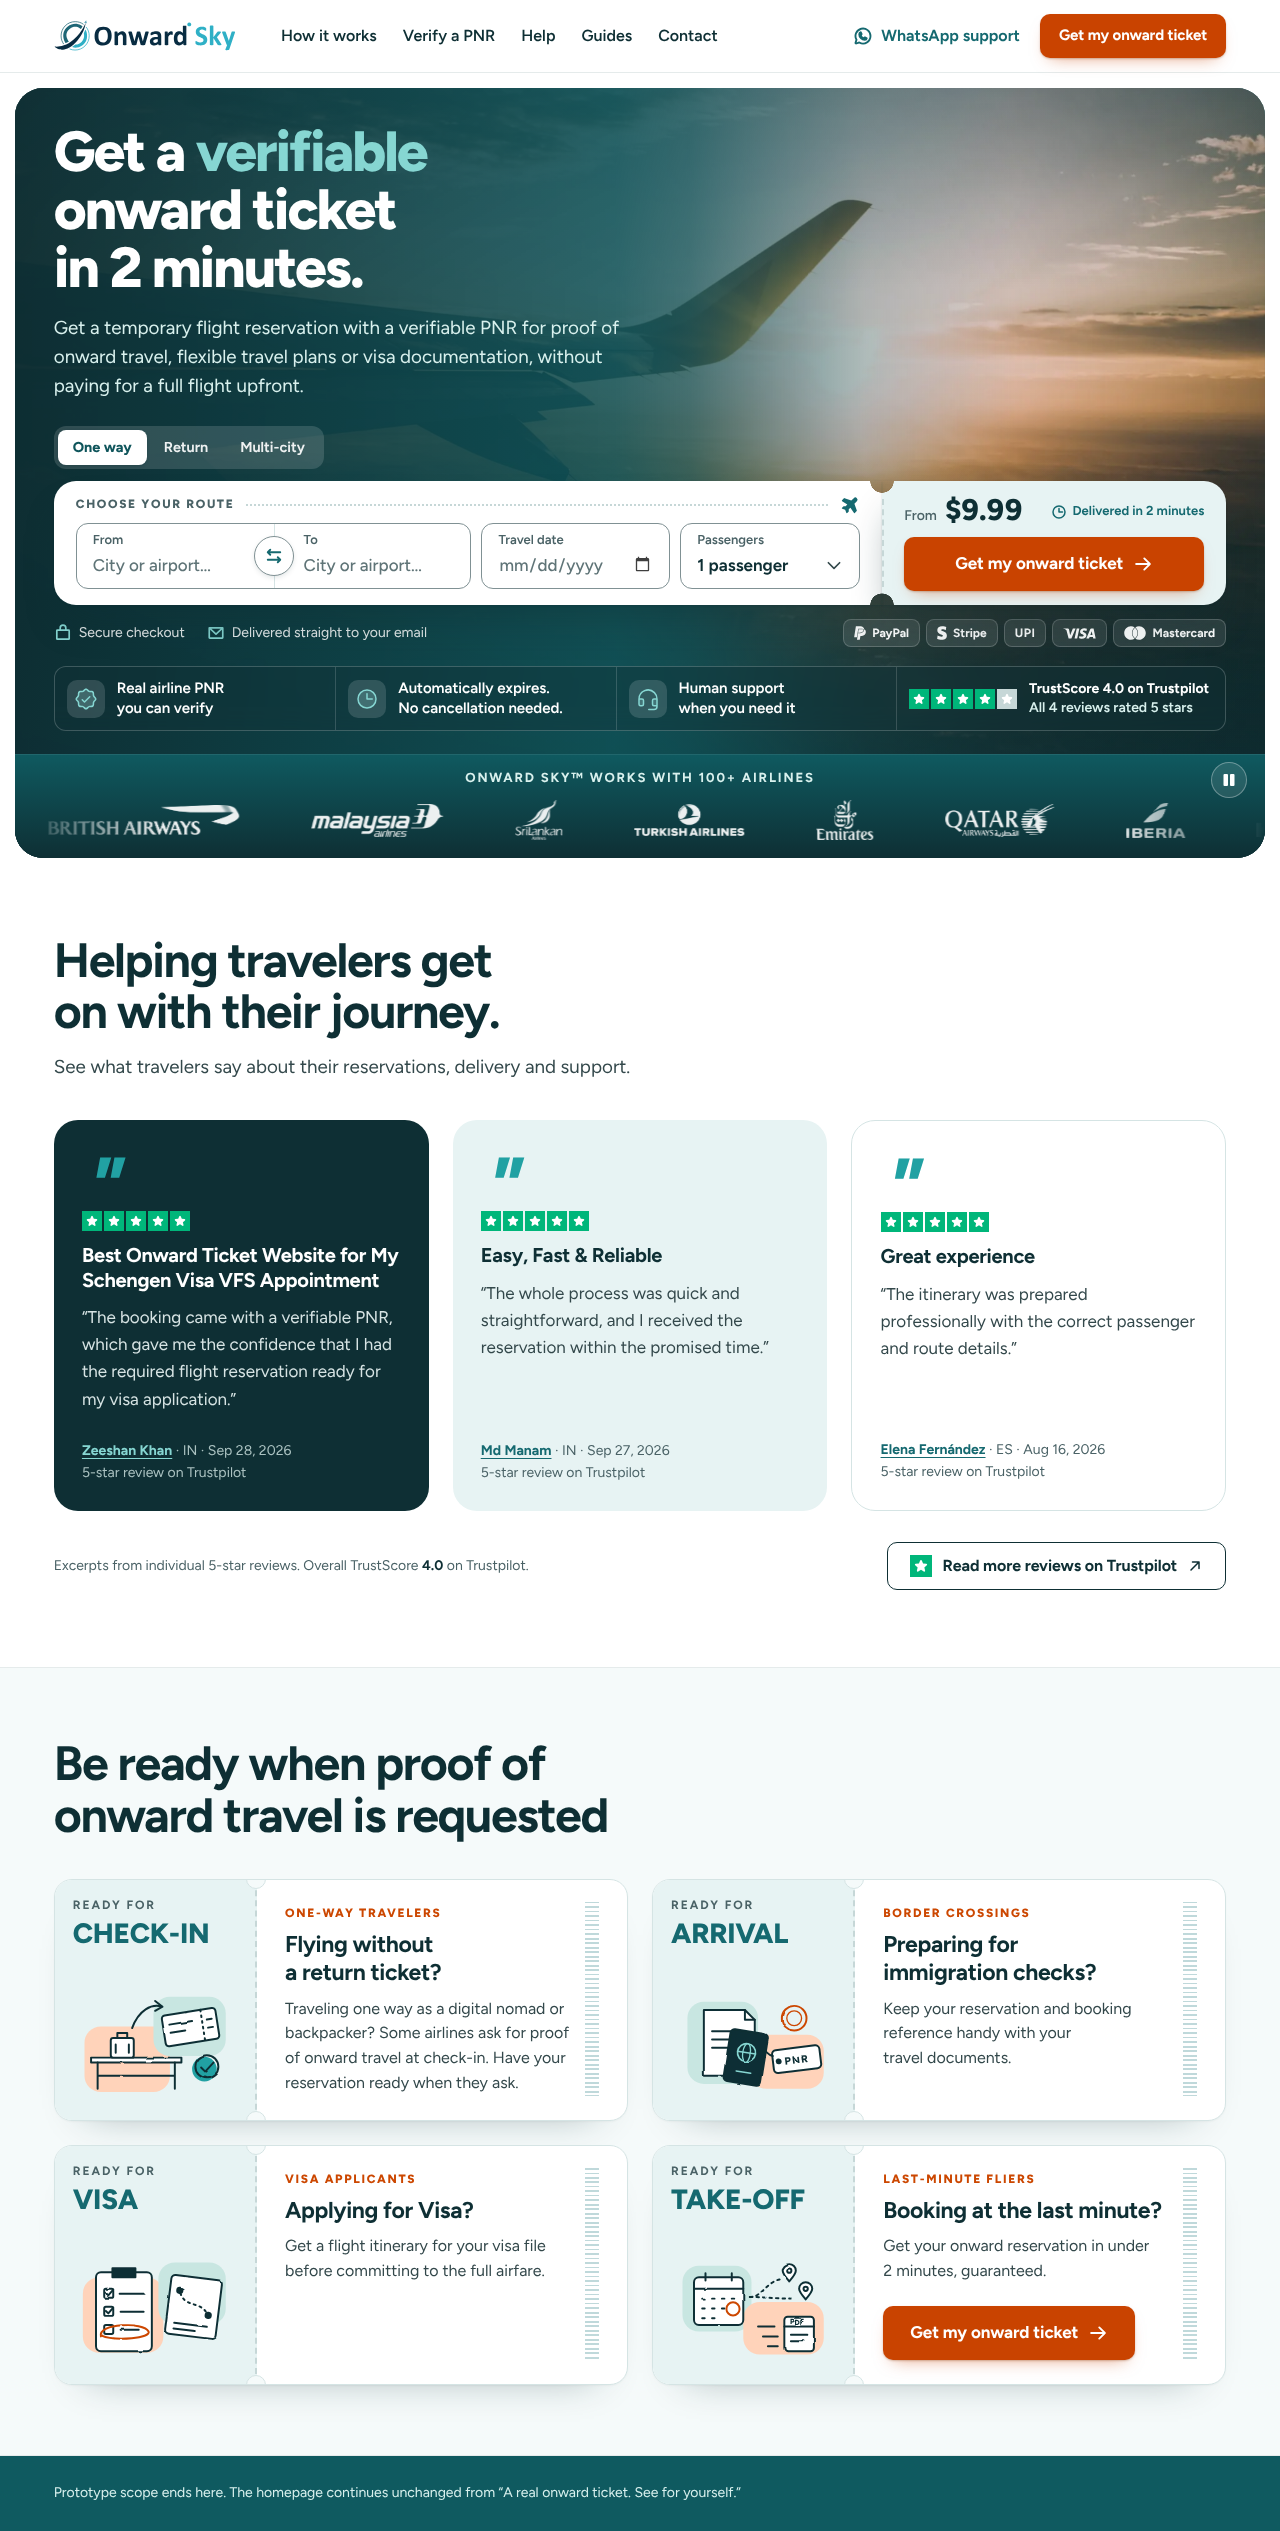 Onward Sky
How it works
Verify a PNR
Help
Guides
Contact
WhatsApp support
Get my onward ticket
Get a verifiable
onward ticket
in 2 minutes.
Get a temporary flight reservation with a verifiable PNR for proof of
onward travel, flexible travel plans or visa documentation, without
paying for a full flight upfront.
One way
Return
Multi-city
CHOOSE YOUR ROUTE
From
City or airport...
To
City or airport...
Travel date
mm/dd/yyyy
Passengers
1 passenger
From $9.99
Delivered in 2 minutes
Get my onward ticket
Secure checkout
Delivered straight to your email
PayPal
Stripe
UPI
VISA
Mastercard
Real airline PNR
you can verify
Automatically expires.
No cancellation needed.
Human support
when you need it
TrustScore 4.0 on Trustpilot
All 4 reviews rated 5 stars
ONWARD SKY™ WORKS WITH 100+ AIRLINES
BRITISH AIRWAYS
malaysia
airlines
SriLankan
Airlines
TURKISH AIRLINES
Emirates
QATAR
AIRWAYS القطرية
IBERIA
Helping travelers get
on with their journey.
See what travelers say about their reservations, delivery and support.
Best Onward Ticket Website for My
Schengen Visa VFS Appointment
“The booking came with a verifiable PNR,
which gave me the confidence that I had
the required flight reservation ready for
my visa application.”
Zeeshan Khan · IN · Sep 28, 2026
5-star review on Trustpilot
Easy, Fast & Reliable
“The whole process was quick and
straightforward, and I received the
reservation within the promised time.”
Md Manam · IN · Sep 27, 2026
5-star review on Trustpilot
Great experience
“The itinerary was prepared
professionally with the correct passenger
and route details.”
Elena Fernández · ES · Aug 16, 2026
5-star review on Trustpilot
Excerpts from individual 5-star reviews. Overall TrustScore 4.0 on Trustpilot.
Read more reviews on Trustpilot
Be ready when proof of
onward travel is requested
READY FOR
CHECK-IN
ONE-WAY TRAVELERS
Flying without
a return ticket?
Traveling one way as a digital nomad or
backpacker? Some airlines ask for proof
of onward travel at check-in. Have your
reservation ready when they ask.
READY FOR
ARRIVAL
PNR
BORDER CROSSINGS
Preparing for
immigration checks?
Keep your reservation and booking
reference handy with your
travel documents.
READY FOR
VISA
VISA APPLICANTS
Applying for Visa?
Get a flight itinerary for your visa file
before committing to the full airfare.
READY FOR
TAKE-OFF
PDF
LAST-MINUTE FLIERS
Booking at the last minute?
Get your onward reservation in under
2 minutes, guaranteed.
Get my onward ticket
Prototype scope ends here. The homepage continues unchanged from “A real onward ticket. See for yourself.”